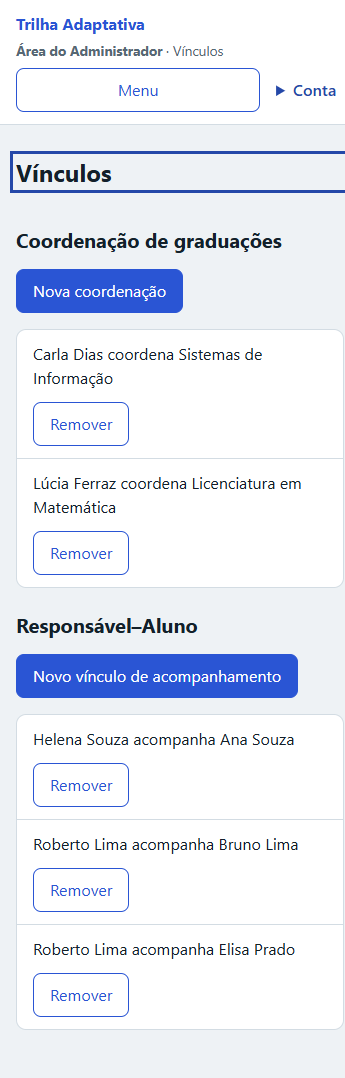 Trilha Adaptativa
Área do Administrador · Vínculos
Menu
▶ Conta
Vínculos
Coordenação de graduações
Nova coordenação
Carla Dias coordena Sistemas de
Informação
Remover
Lúcia Ferraz coordena Licenciatura em
Matemática
Remover
Responsável–Aluno
Novo vínculo de acompanhamento
Helena Souza acompanha Ana Souza
Remover
Roberto Lima acompanha Bruno Lima
Remover
Roberto Lima acompanha Elisa Prado
Remover